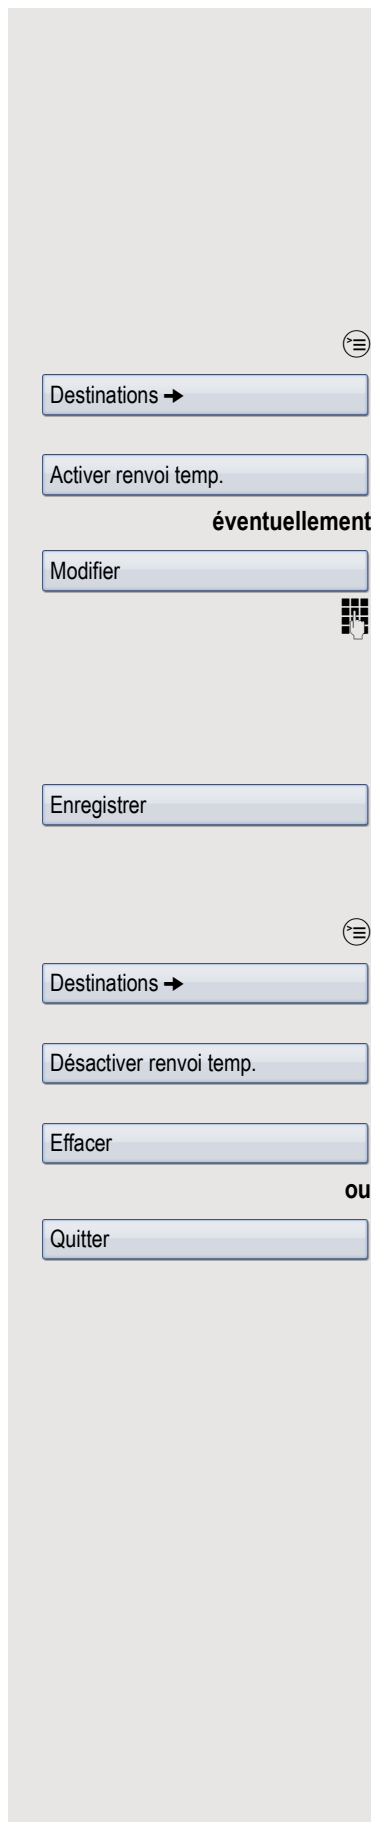 Destinations ➜
Activer renvoi temp.
éventuellement
Modifier
Enregistrer
Destinations ➜
Désactiver renvoi temp.
Effacer
ou
Quitter